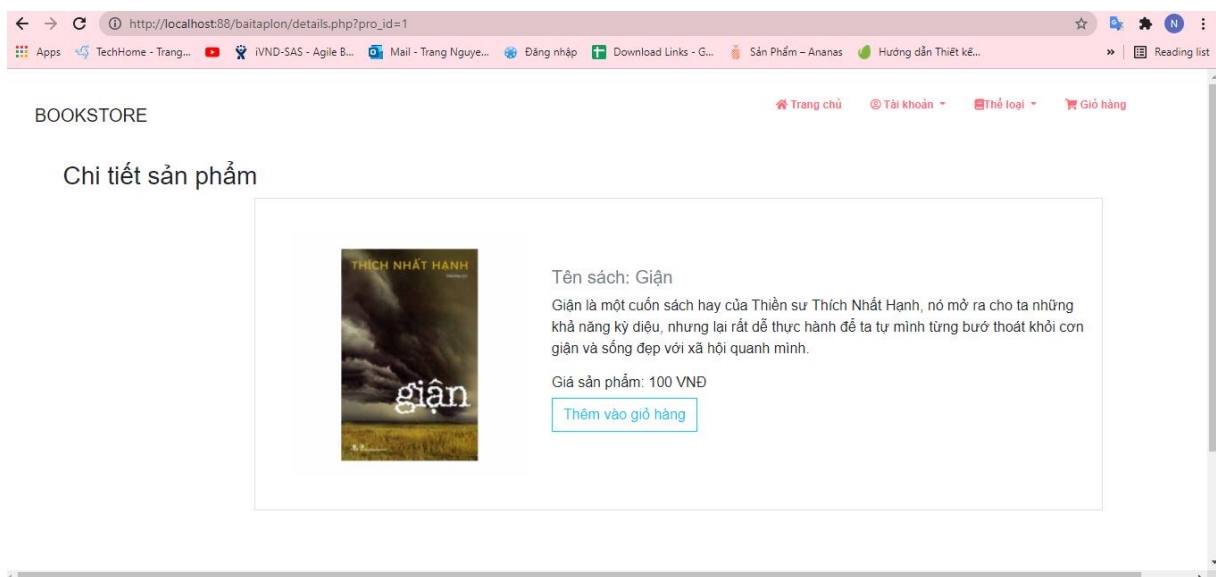 http://localhost:88/baitaplon/details.php?pro_id=1
N
Apps TechHome - Trang... iVND-SAS - Agile B... Mail - Trang Nguye... Đăng nhập Download Links - G... Sản Phẩm – Ananas Hướng dẫn Thiết kế... » Reading list
BOOKSTORE
Trang chủ Tài khoản Thể loại Giỏ hàng
Chi tiết sản phẩm
THÍCH NHẤT HẠNH
giận
Tên sách: Giận
Giận là một cuốn sách hay của Thiền sư Thích Nhất Hạnh, nó mở ra cho ta những
khả năng kỳ diệu, nhưng lại rất dễ thực hành để ta tự mình từng bướ thoát khỏi cơn
giận và sống đẹp với xã hội quanh mình.
Giá sản phẩm: 100 VNĐ
Thêm vào giỏ hàng